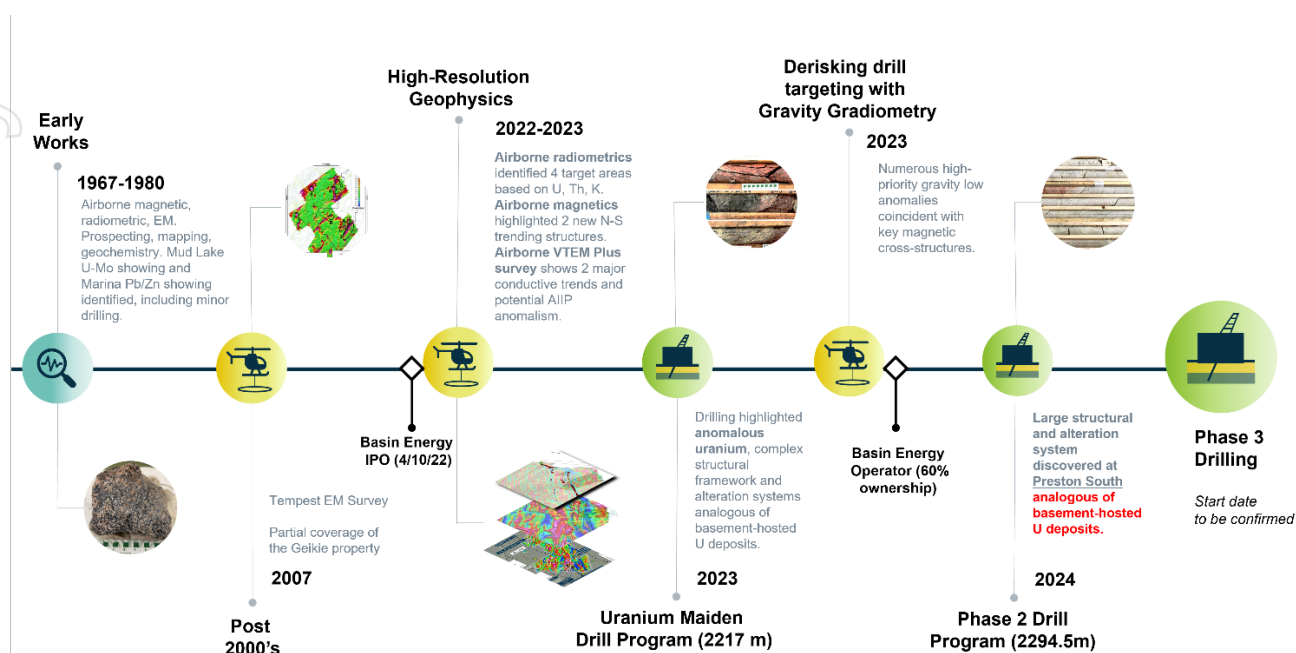 Early
Works
1967-1980
Airborne magnetic,
radiometric, EM.
Prospecting, mapping,
geochemistry. Mud Lake
U-Mo showing and
Marina Pb/Zn showing
identified, including minor
drilling.
Tempest EM Survey
Partial coverage of
the Geikie property
2007
Post
2000's
Basin Energy
IPO (4/10/22)
High-Resolution
Geophysics
2022-2023
Airborne radiometrics
identified 4 target areas
based on U, Th, K.
Airborne magnetics
highlighted 2 new N-S
trending structures.
Airborne VTEM Plus
survey shows 2 major
conductive trends and
potential AIIP
anomalism.
Drilling highlighted
anomalous
uranium, complex
structural
framework and
alteration systems
analogous of
basement-hosted
U deposits.
2023
Uranium Maiden
Drill Program (2217 m)
Derisking drill
targeting with
Gravity Gradiometry
2023
Numerous high-
priority gravity low
anomalies
coincident with
key magnetic
cross-structures.
Basin Energy
Operator (60%
ownership)
Large structural
and alteration
system
discovered at
Preston South
analogous of
basement-hosted
U deposits.
2024
Phase 2 Drill
Program (2294.5m)
Phase 3
Drilling
Start date
to be confirmed